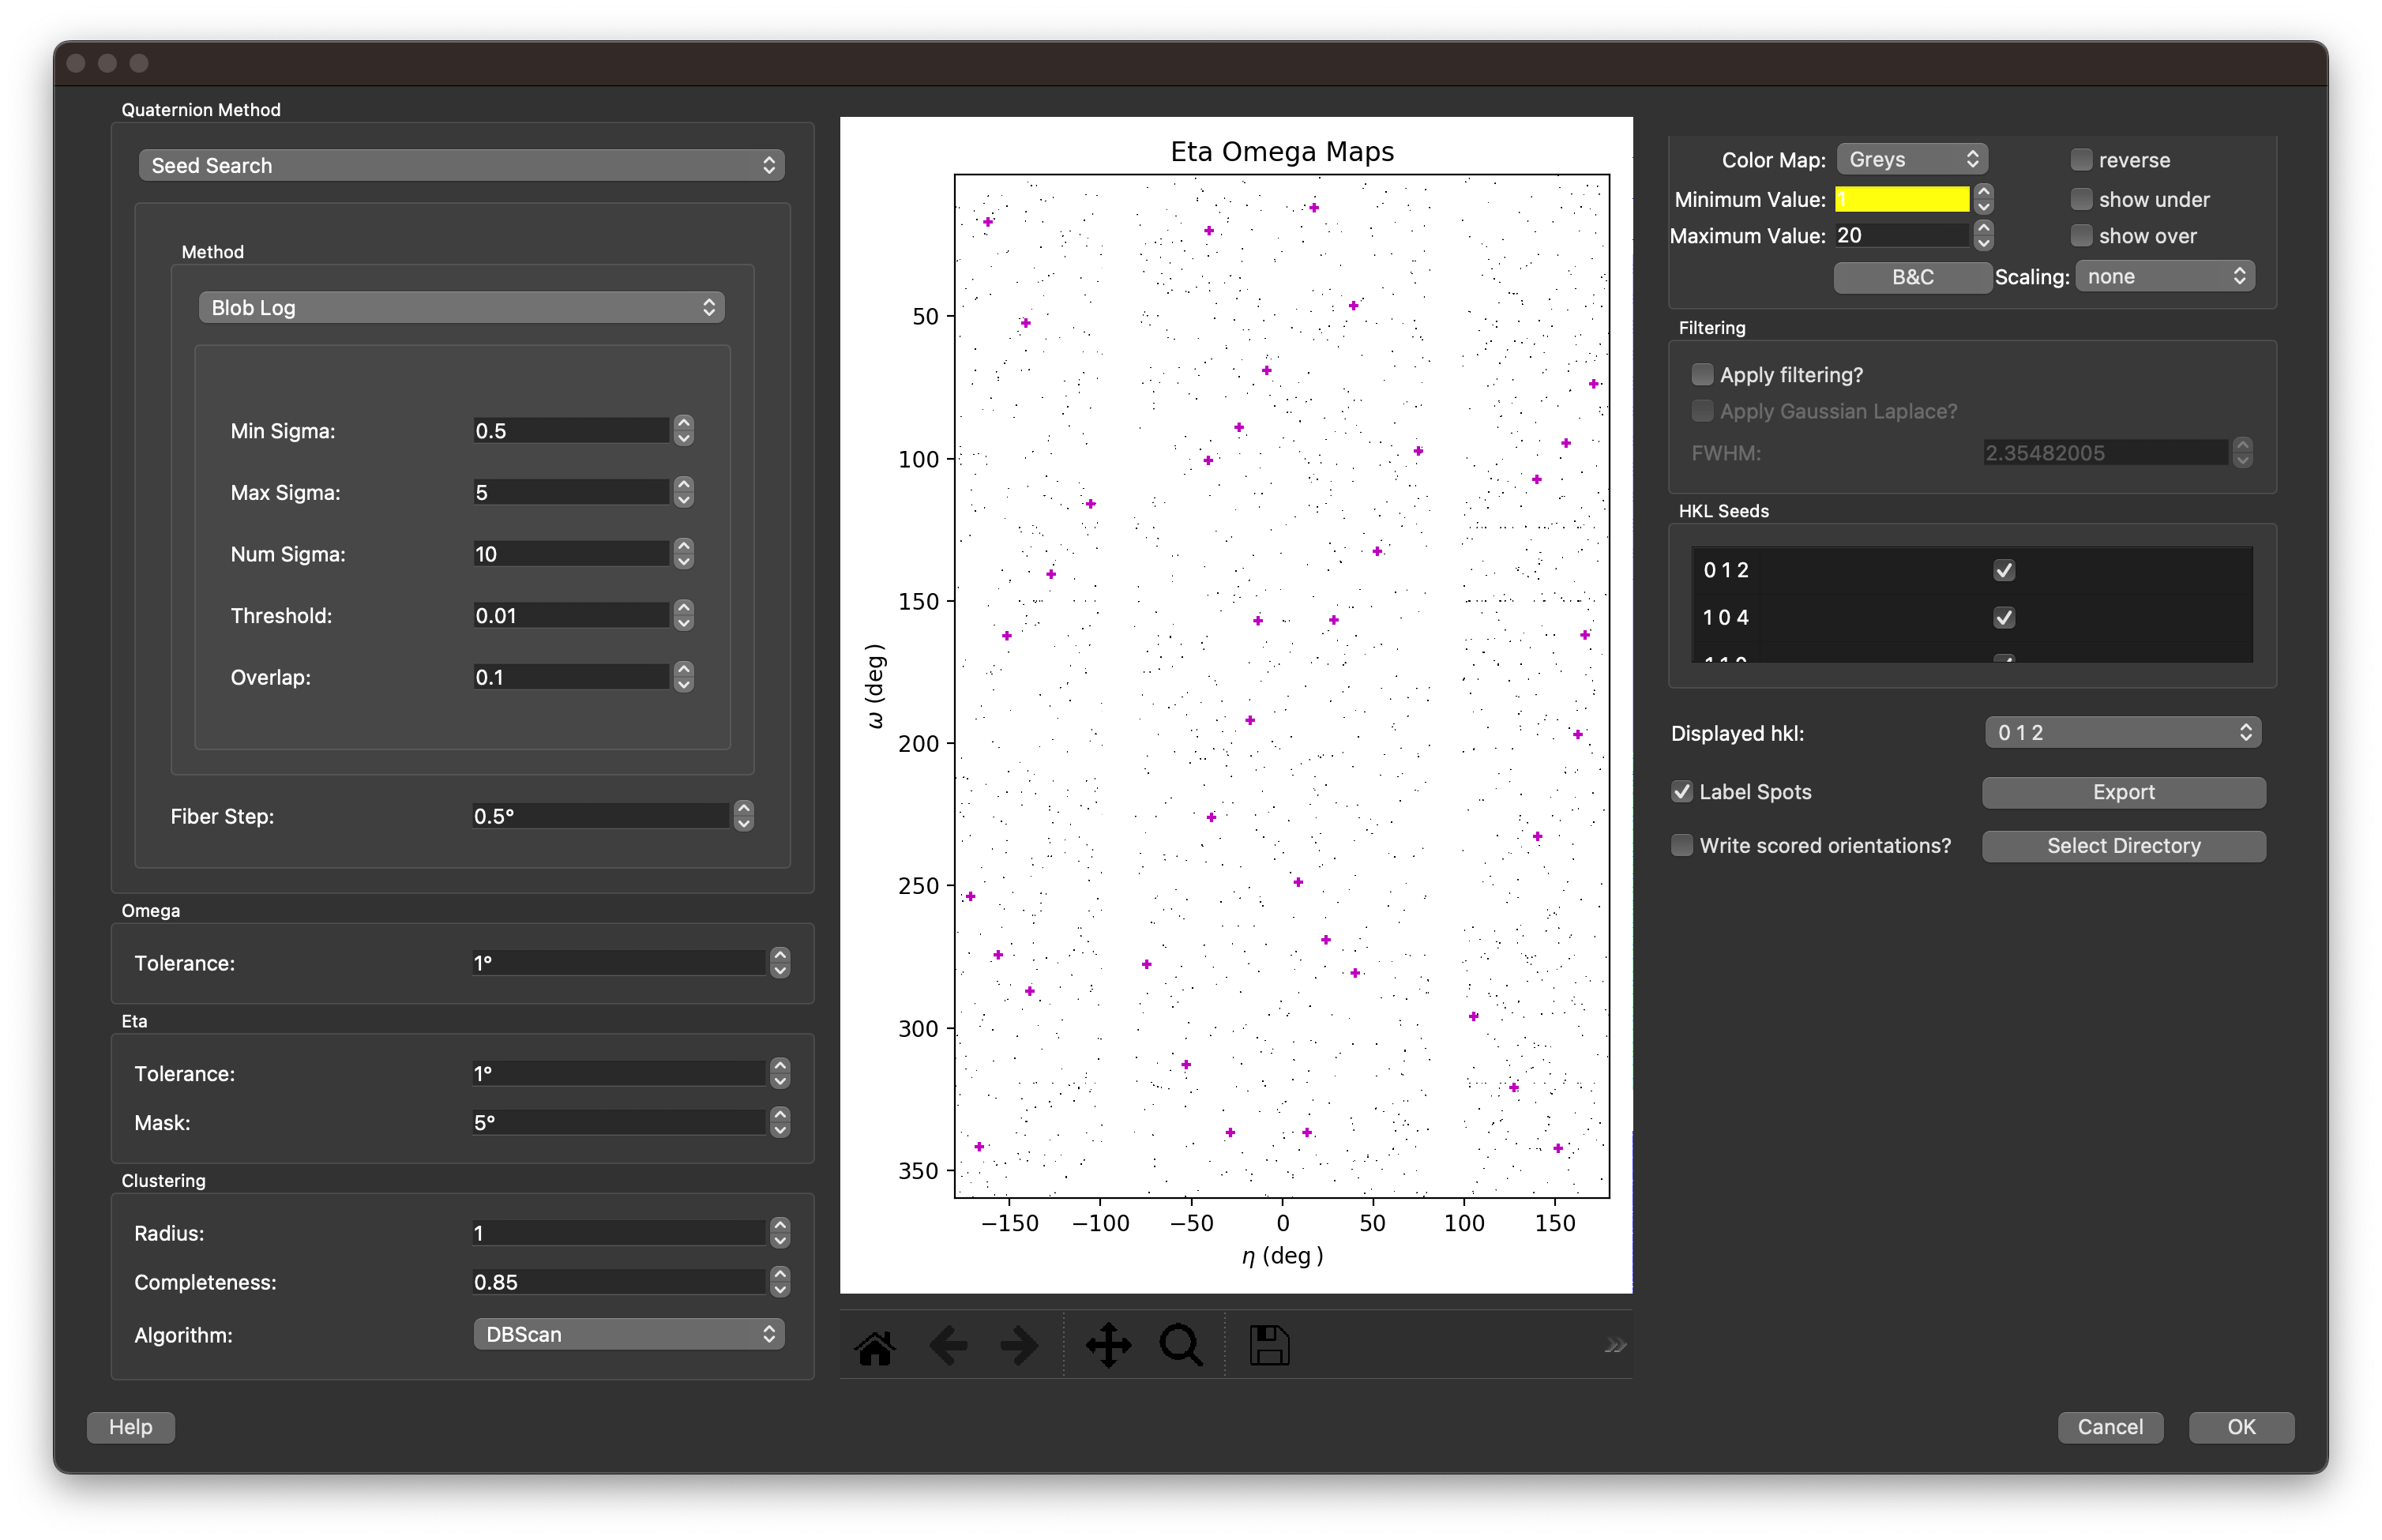 Quaternion Method
Seed Search
Method
Blob Log
Min Sigma: 0.5
Max Sigma: 5
Num Sigma: 10
Threshold: 0.01
Overlap: 0.1
Fiber Step: 0.5°
Omega
Tolerance: 1°
Eta
Tolerance: 1°
Mask: 5°
Clustering
Radius: 1
Completeness: 0.85
Algorithm: DBScan
Help
Eta Omega Maps
50
100
150
200
250
300
350
ω (deg)
−150 −100 −50 0 50 100 150
η (deg)
Color Map: Greys reverse
Minimum Value: 1 show under
Maximum Value: 20 show over
B&C Scaling: none
Filtering
Apply filtering?
Apply Gaussian Laplace?
FWHM: 2.35482005
HKL Seeds
0 1 2
1 0 4
Displayed hkl: 0 1 2
Label Spots Export
Write scored orientations? Select Directory
Cancel OK